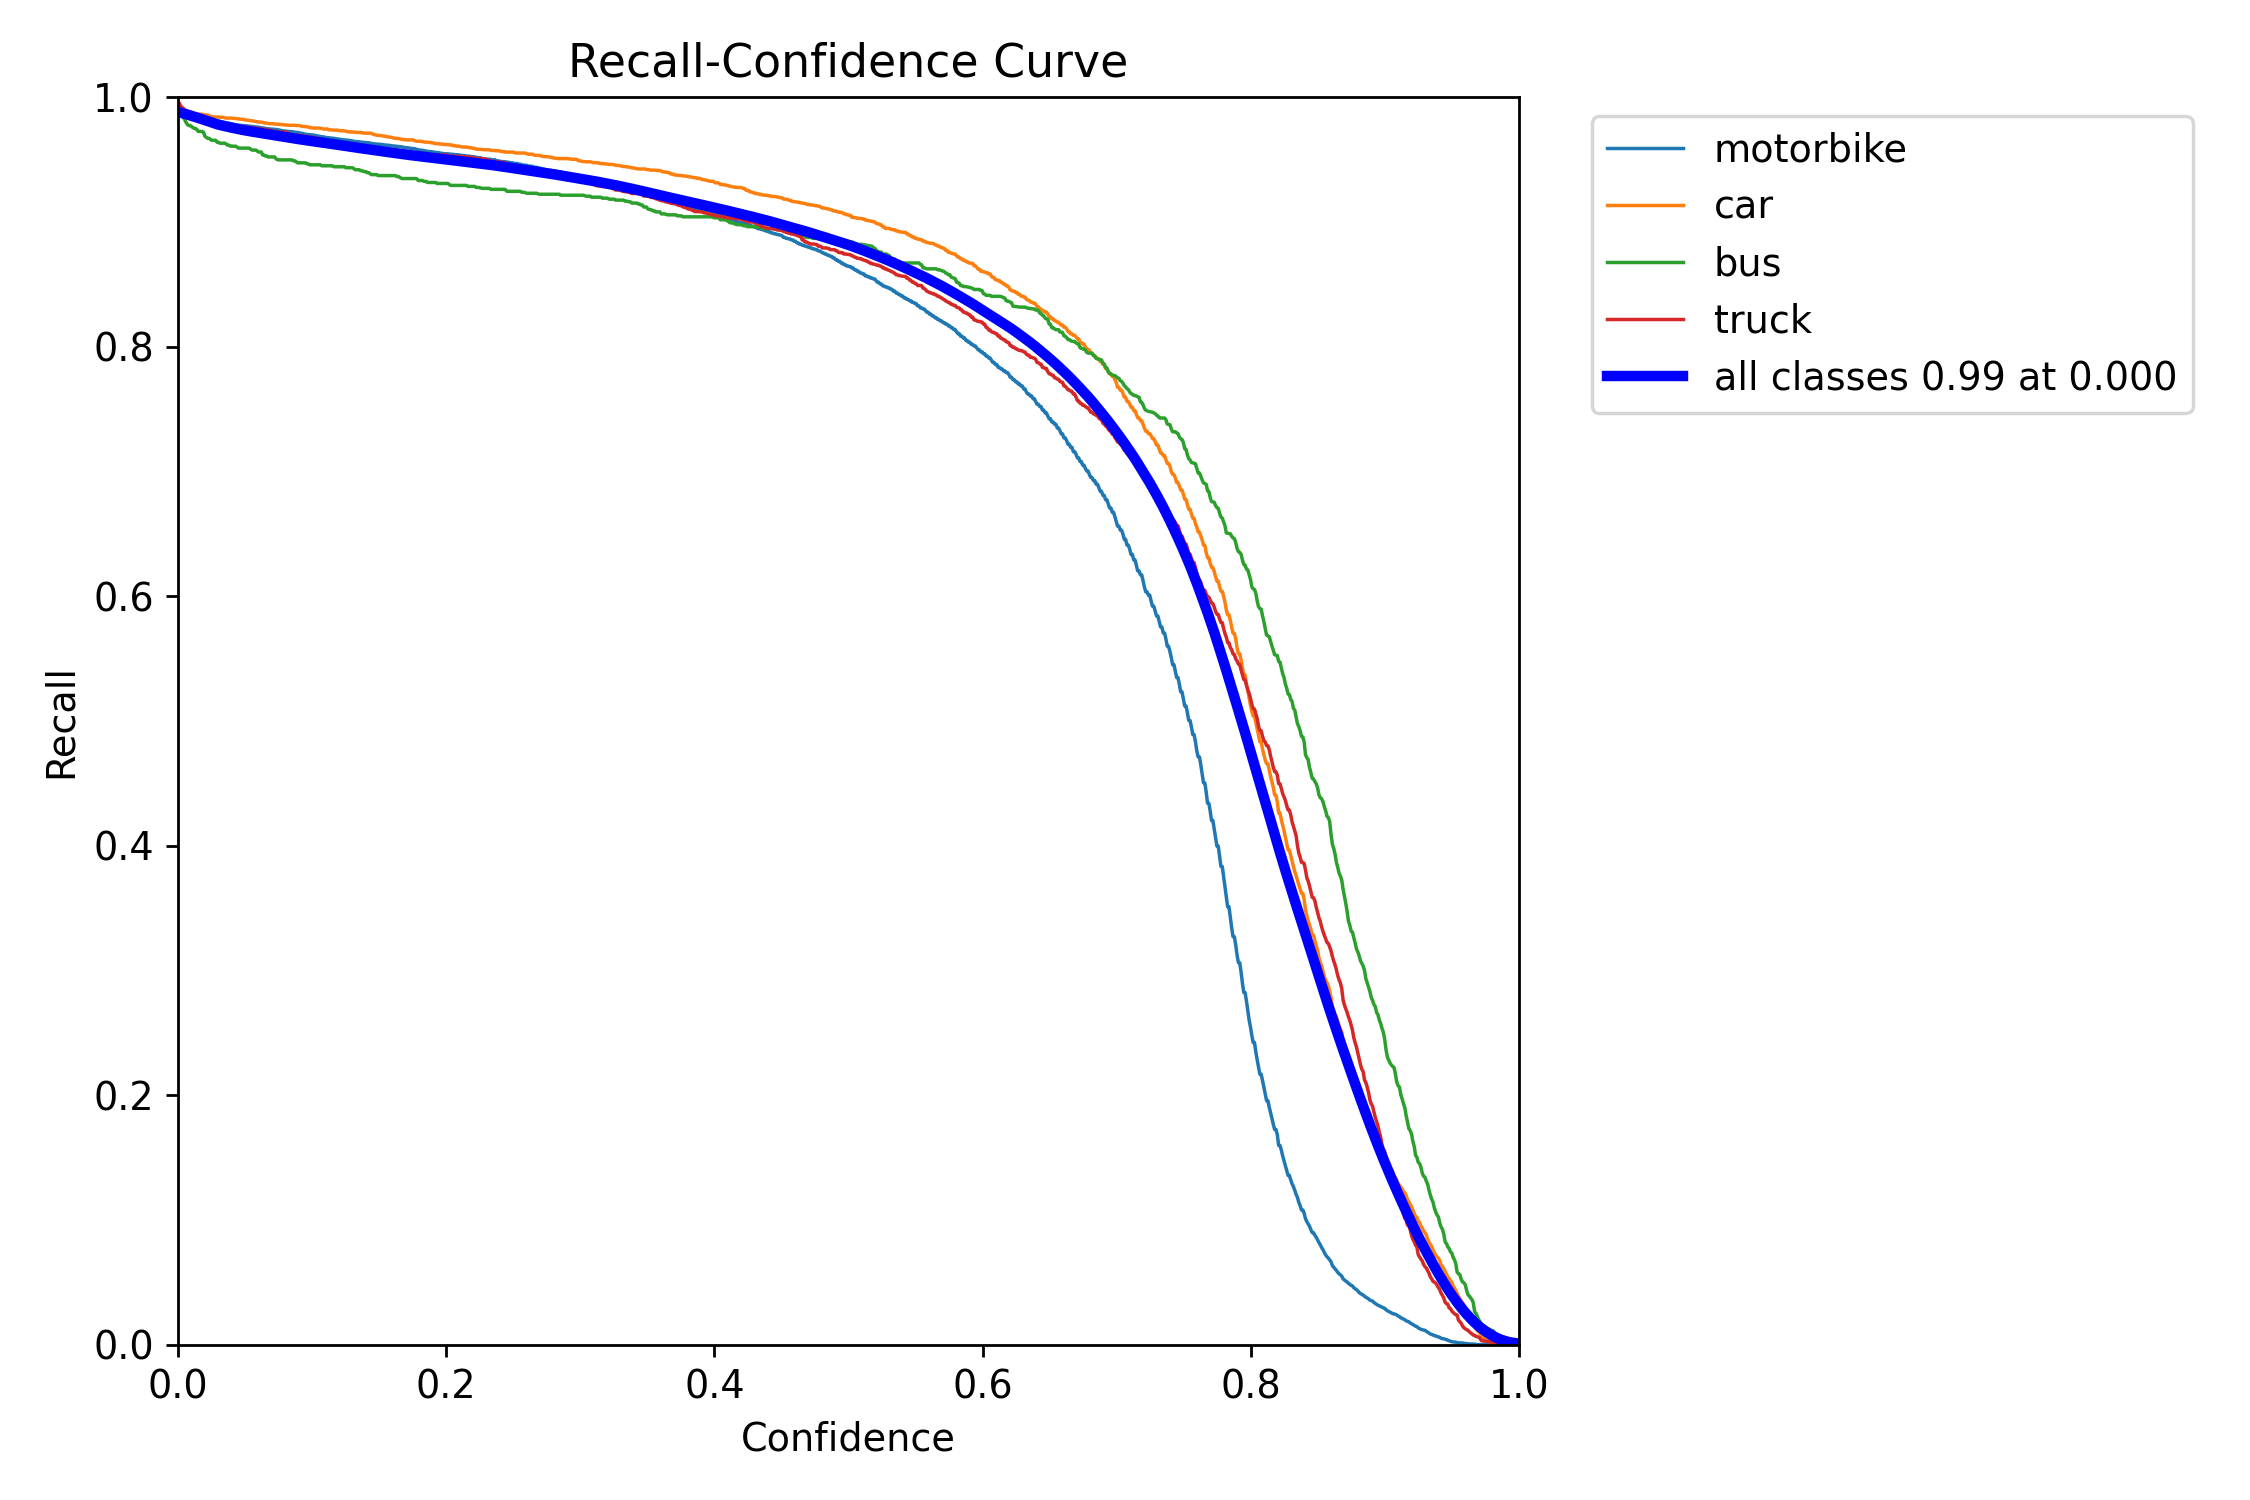 Recall-Confidence Curve
1.0
0.8
0.6
0.4
0.2
0.0
Recall
0.0 0.2 0.4 0.6 0.8 1.0
Confidence
motorbike
car
bus
truck
all classes 0.99 at 0.000